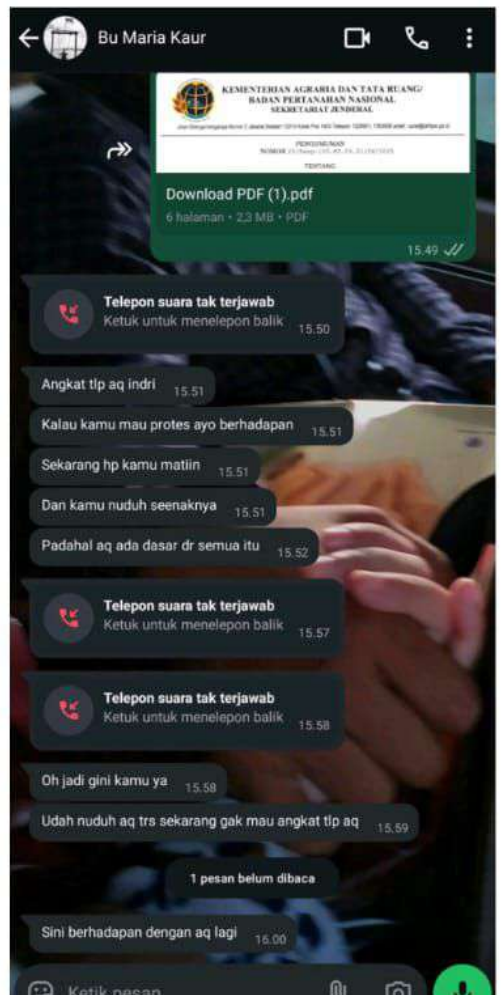 Bu Maria Kaur
KEMENTERIAN AGRARIA DAN TATA RUANG/
BADAN PERTANAHAN NASIONAL
SEKRETARIAT JENDERAL
PENGUMUMAN
NOMOR
TENTANG
Download PDF (1).pdf
6 halaman • 2,3 MB • PDF
15.49
Telepon suara tak terjawab
Ketuk untuk menelepon balik 15.50
Angkat tlp aq indri 15.51
Kalau kamu mau protes ayo berhadapan 15.51
Sekarang hp kamu matiin 15.51
Dan kamu nuduh seenaknya 15.51
Padahal aq ada dasar dr semua itu 15.52
Telepon suara tak terjawab
Ketuk untuk menelepon balik 15.57
Telepon suara tak terjawab
Ketuk untuk menelepon balik 15.58
Oh jadi gini kamu ya 15.58
Udah nuduh aq trs sekarang gak mau angkat tlp aq 15.59
1 pesan belum dibaca
Sini berhadapan dengan aq lagi 16.00
Ketik pesan